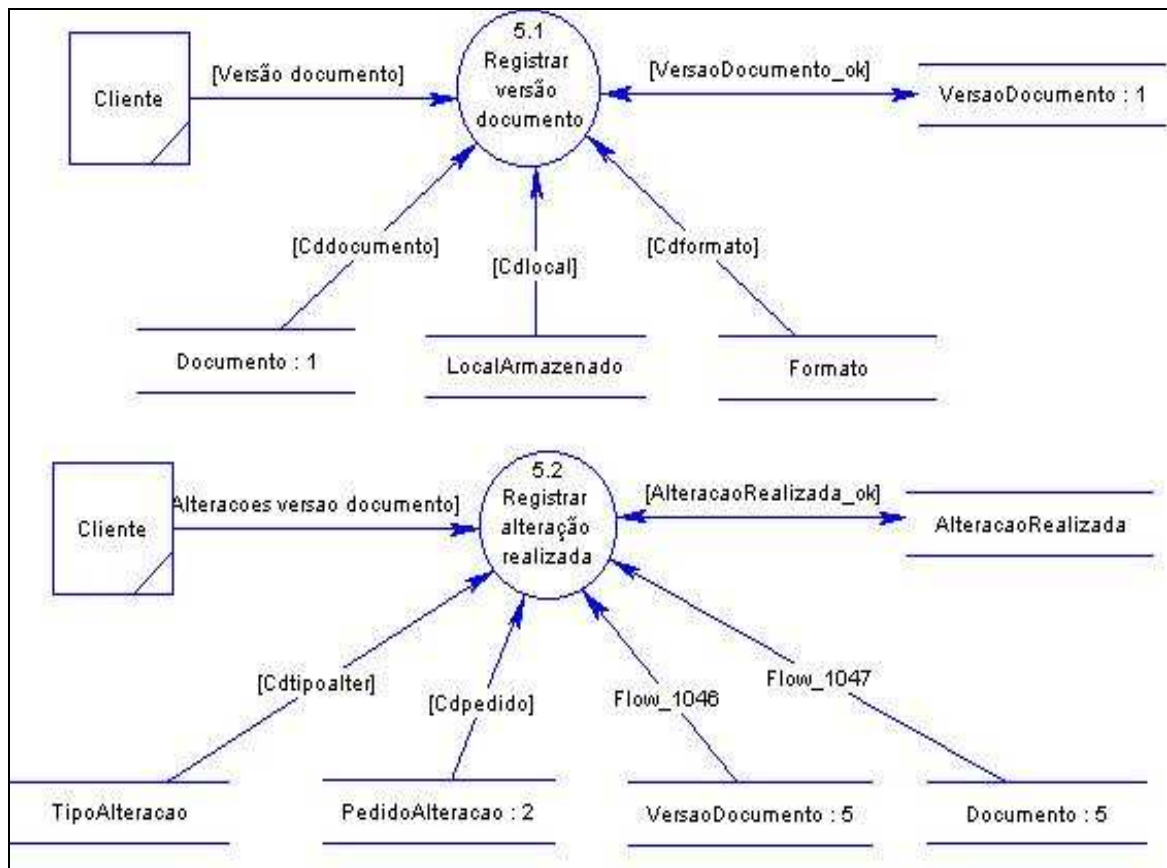 5.1
Registrar
versão
documento
[Versão documento]
[VersaoDocumento_ok]
Cliente
VersaoDocumento : 1
[Cddocumento]
[Cdlocal]
[Cdformato]
Documento : 1
LocalArmazenado
Formato
5.2
Registrar
alteração
realizada
Alteracoes versao documento]
[AlteracaoRealizada_ok]
Cliente
AlteracaoRealizada
[Cdtipoalter]
[Cdpedido]
Flow_1046
Flow_1047
TipoAlteracao
PedidoAlteracao : 2
VersaoDocumento : 5
Documento : 5